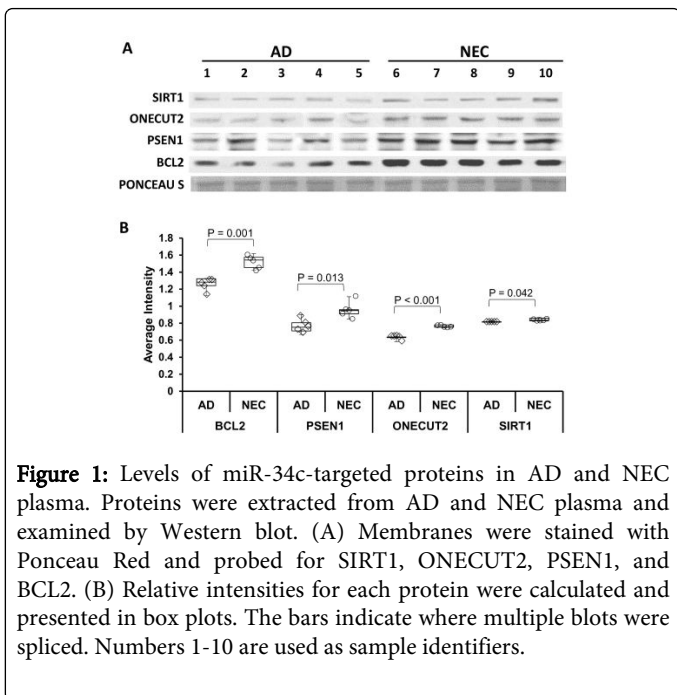 A AD NEC
1 2 3 4 5 6 7 8 9 10
SIRT1
ONECUT2
PSEN1
BCL2
PONCEAU S
B
P = 0.001
P = 0.013
P < 0.001
P = 0.042
Average Intensity
1.8
1.6
1.4
1.2
1
0.8
0.6
0.4
0.2
0
AD NEC AD NEC AD NEC AD NEC
BCL2 PSEN1 ONECUT2 SIRT1
Figure 1: Levels of miR-34c-targeted proteins in AD and NEC
plasma. Proteins were extracted from AD and NEC plasma and
examined by Western blot. (A) Membranes were stained with
Ponceau Red and probed for SIRT1, ONECUT2, PSEN1, and
BCL2. (B) Relative intensities for each protein were calculated and
presented in box plots. The bars indicate where multiple blots were
spliced. Numbers 1-10 are used as sample identifiers.